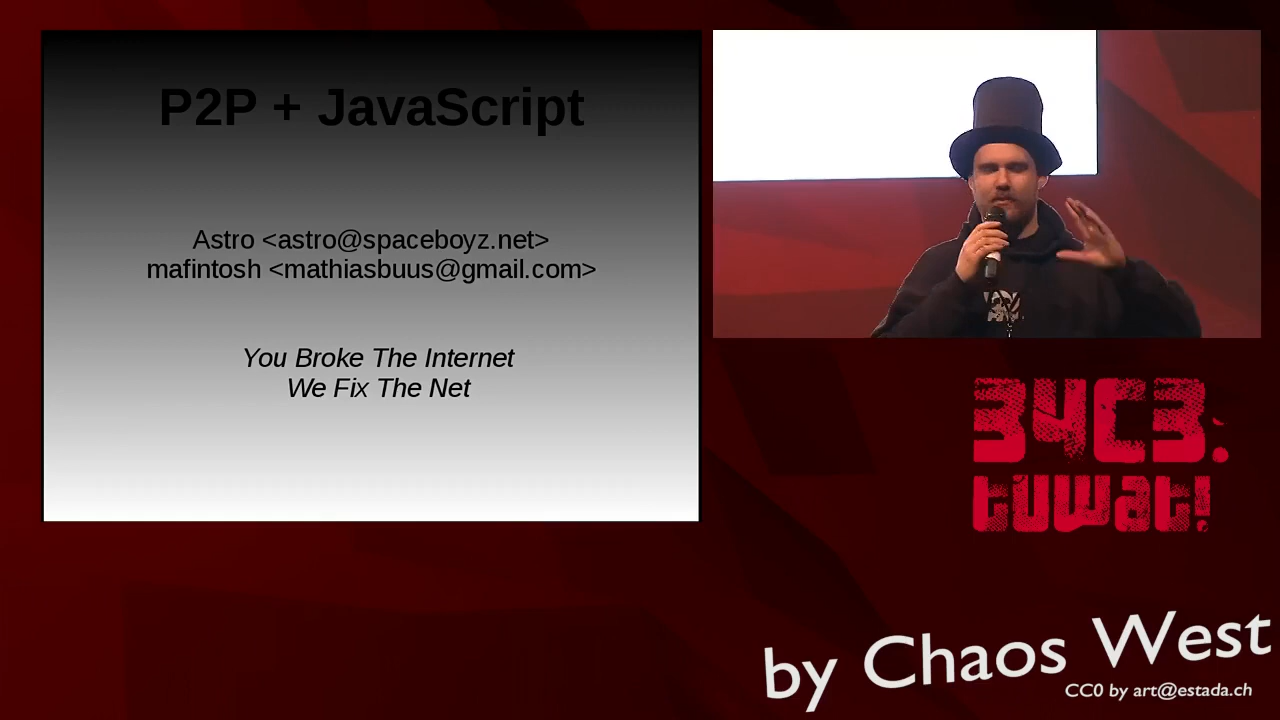 P2P + JavaScript
Astro <astro@spaceboyz.net>
mafintosh <mathiasbuus@gmail.com>
You Broke The Internet
We Fix The Net
34C3:
tuwat!
by Chaos West
CC0 by art@estada.ch